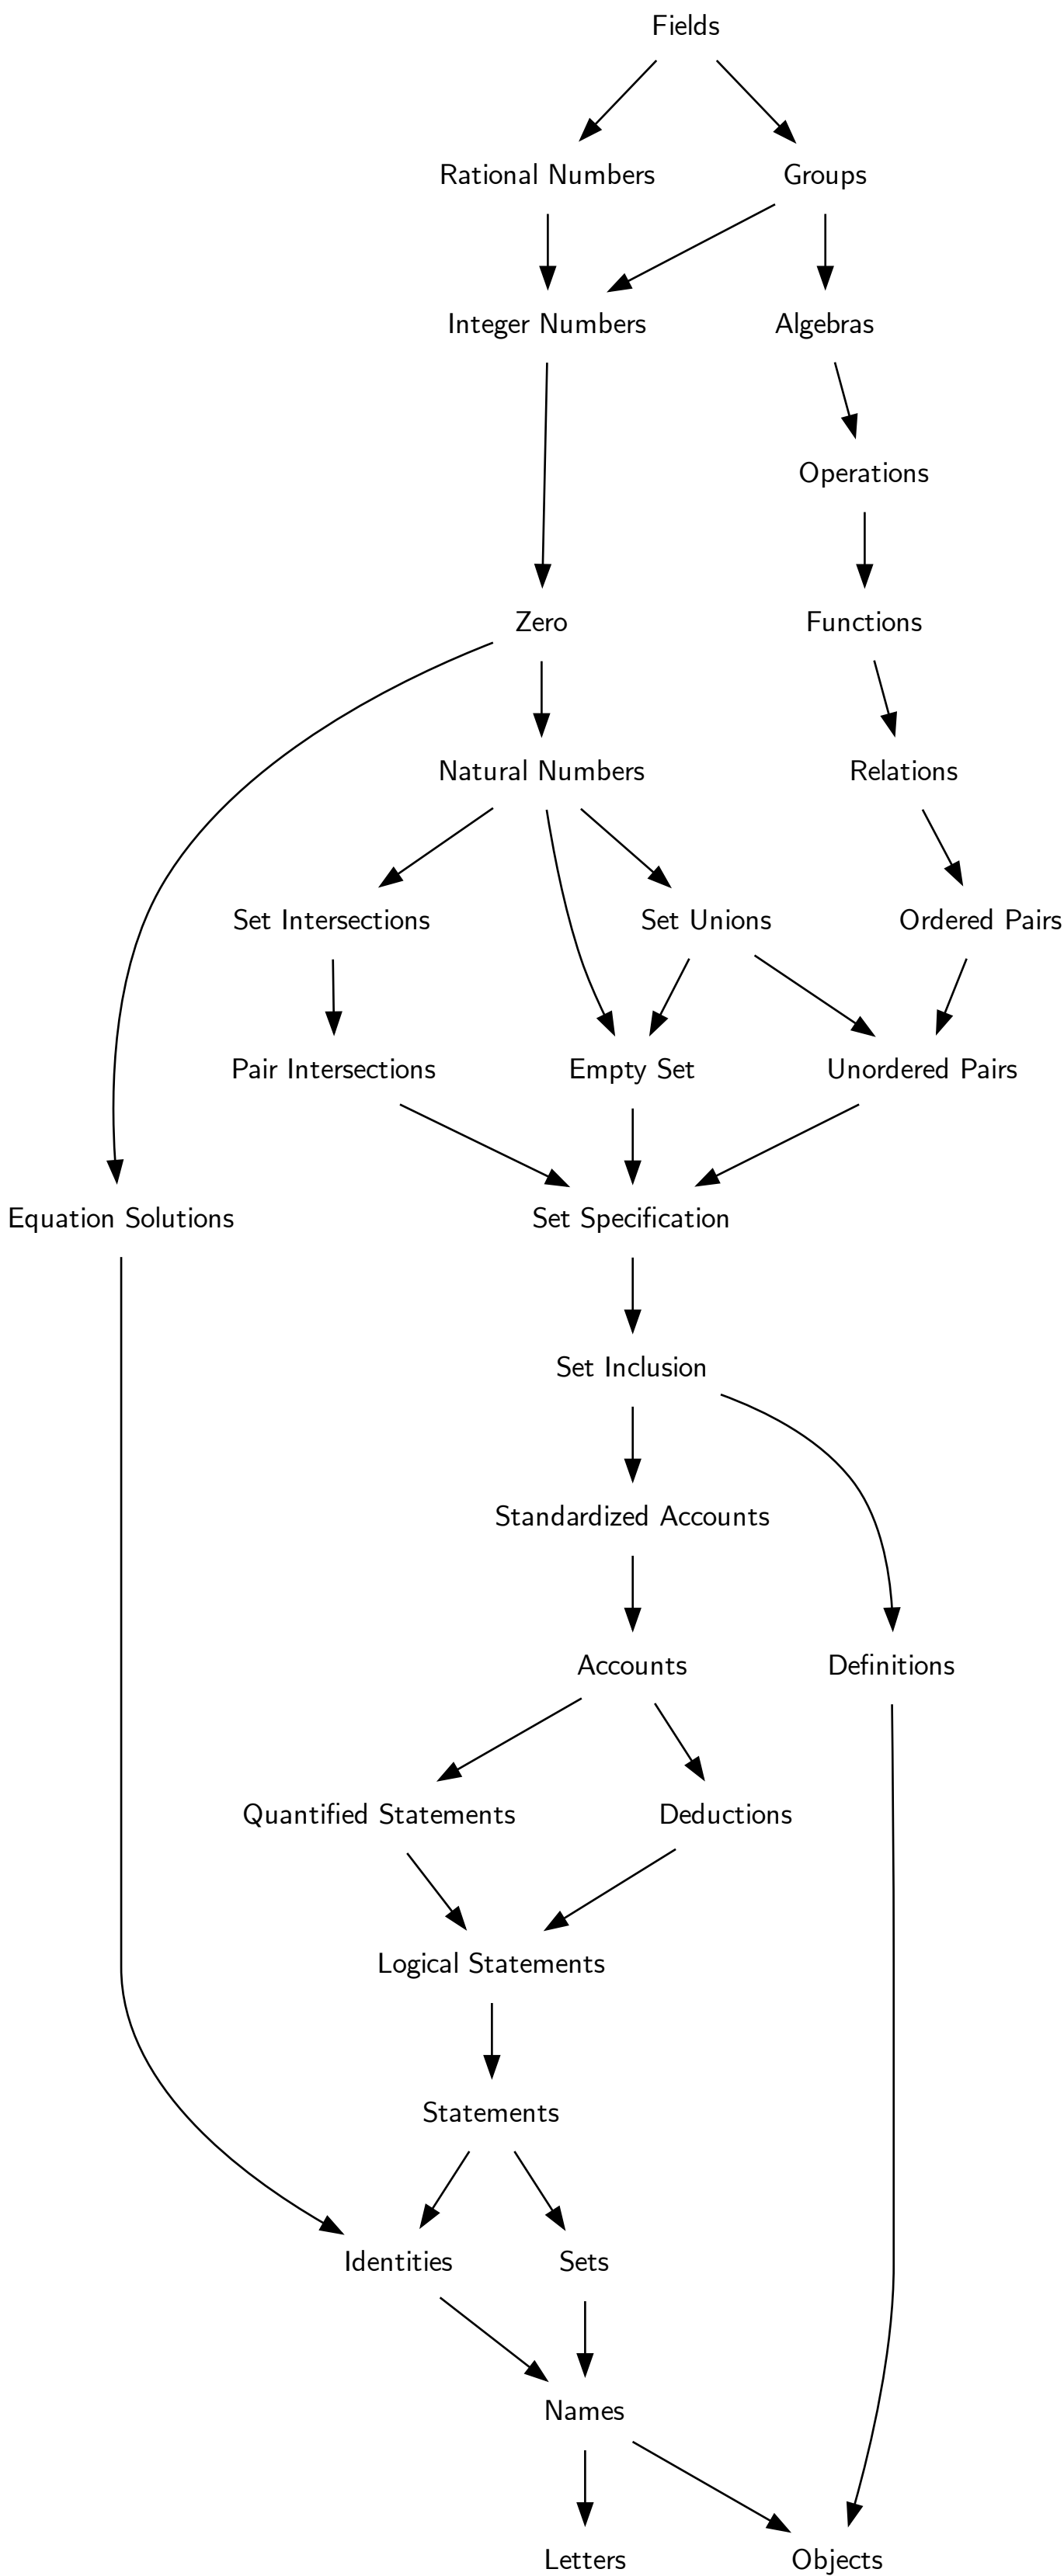 Fields
Rational Numbers
Groups
Integer Numbers
Algebras
Operations
Zero
Functions
Natural Numbers
Relations
Set Intersections
Set Unions
Ordered Pairs
Pair Intersections
Empty Set
Unordered Pairs
Equation Solutions
Set Specification
Set Inclusion
Standardized Accounts
Accounts
Definitions
Quantified Statements
Deductions
Logical Statements
Statements
Identities
Sets
Names
Letters
Objects